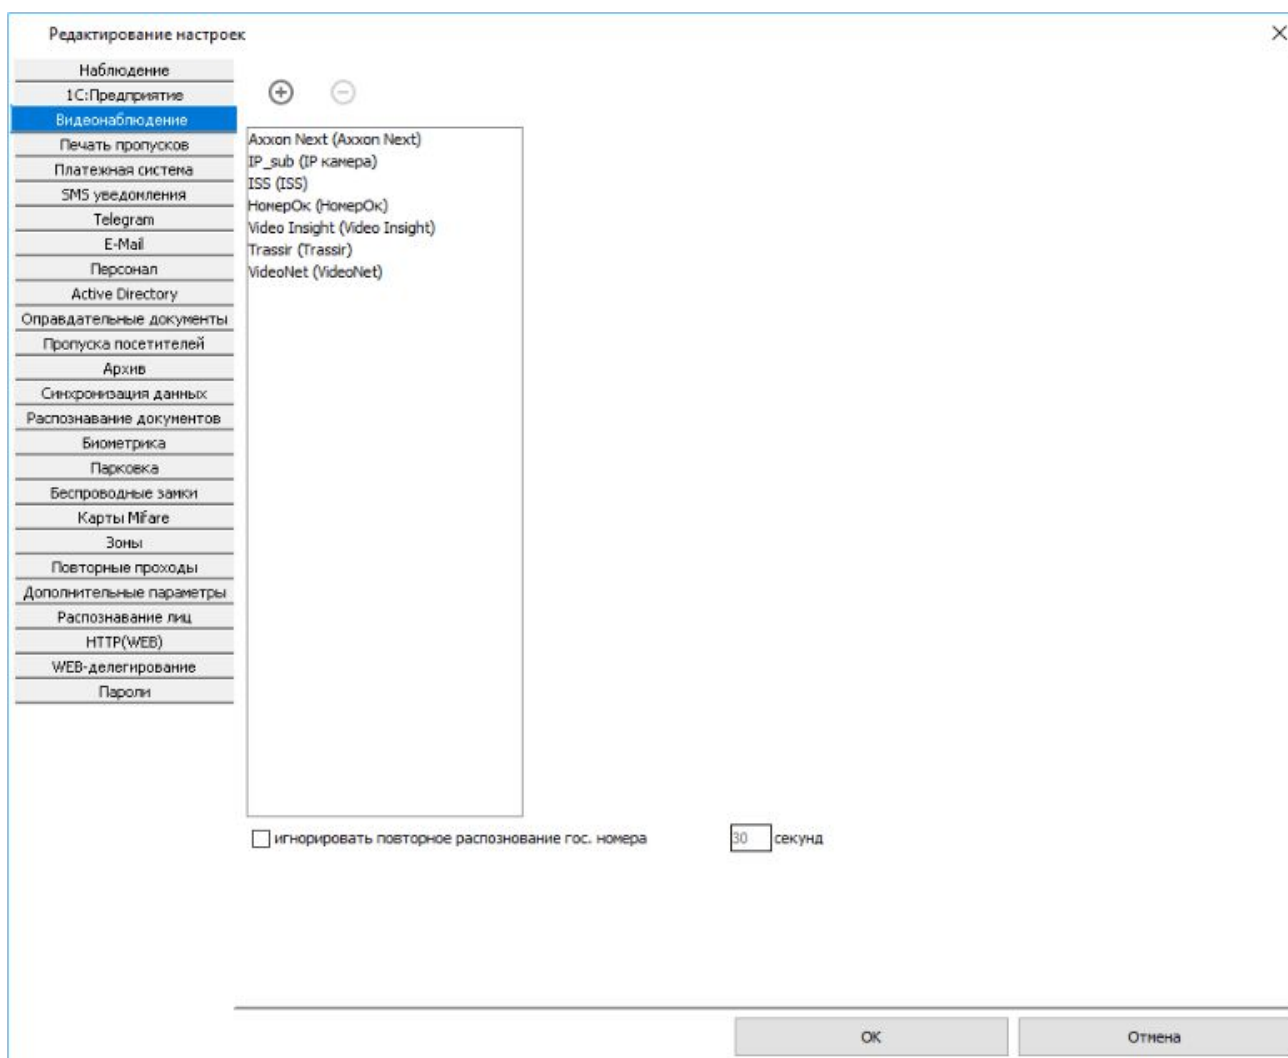 Редактирование настроек
Наблюдение
1С:Предприятие
Видеонаблюдение
Печать пропусков
Платежная система
SMS уведомления
Telegram
E-Mail
Персонал
Active Directory
Оправдательные документы
Пропуска посетителей
Архив
Синхронизация данных
Распознавание документов
Биометрика
Парковка
Беспроводные замки
Карты Mifare
Зоны
Повторные проходы
Дополнительные параметры
Распознавание лиц
HTTP(WEB)
WEB-делегирование
Пароли
Axxon Next (Axxon Next)
IP_sub (IP камера)
ISS (ISS)
НомерОк (НомерОк)
Video Insight (Video Insight)
Trassir (Trassir)
VideoNet (VideoNet)
игнорировать повторное распознование гос. номера 30 секунд
ОК Отмена